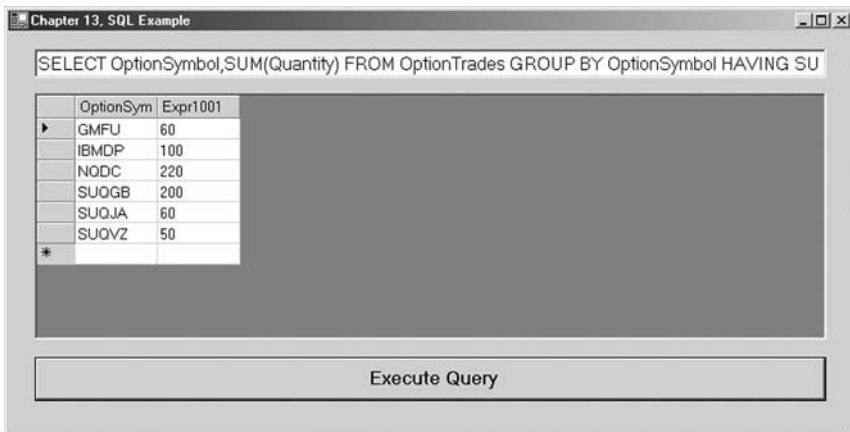 Chapter 13, SQL Example
SELECT OptionSymbol,SUM(Quantity) FROM OptionTrades GROUP BY OptionSymbol HAVING SU
OptionSym Expr1001
GMFU 60
IBMDP 100
NQDC 220
SUQGB 200
SUQJA 60
SUQVZ 50
Execute Query